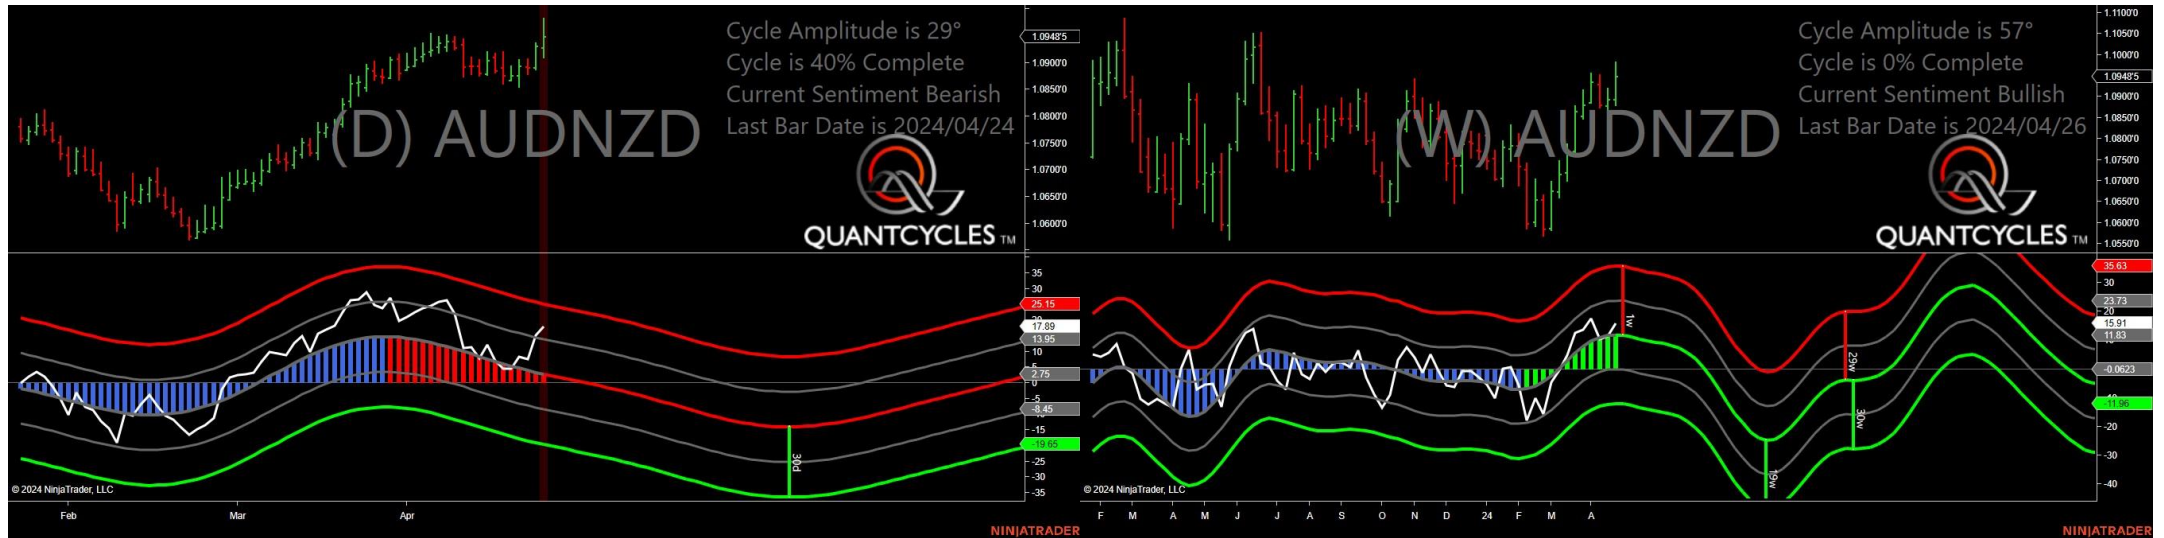 Cycle Amplitude is 29°
Cycle is 40% Complete
Current Sentiment Bearish
Last Bar Date is 2024/04/24
(D) AUDNZD
QUANTCYCLES TM
1.0948'5
1.0900'0
1.0850'0
1.0800'0
1.0750'0
1.0700'0
1.0650'0
1.0600'0
35
30
25.15
17.89
13.95
10
5
2.75
0
-5
-8.45
-15
-19.65
-25
-30
-35
30d
© 2024 NinjaTrader, LLC
Feb
Mar
Apr
NINJATRADER
Cycle Amplitude is 57°
Cycle is 0% Complete
Current Sentiment Bullish
Last Bar Date is 2024/04/26
(W) AUDNZD
QUANTCYCLES TM
1.1100'0
1.1050'0
1.1000'0
1.0948'5
1.0900'0
1.0850'0
1.0800'0
1.0750'0
1.0700'0
1.0650'0
1.0600'0
1.0550'0
35.63
30
23.73
20
15.91
11.83
-0.0623
-11.96
-20
-30
-40
1w
29w
30w
19w
© 2024 NinjaTrader, LLC
F M A M J J A S O N D 24 F M A
NINJATRADER